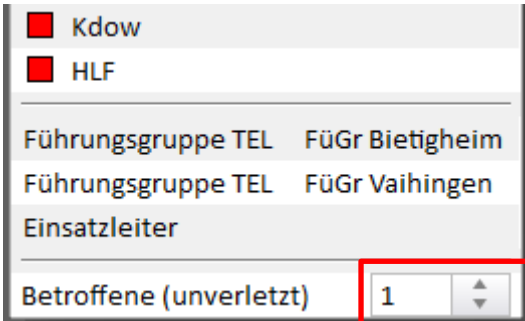 Kdow
HLF
Führungsgruppe TEL FüGr Bietigheim
Führungsgruppe TEL FüGr Vaihingen
Einsatzleiter
Betroffene (unverletzt) 1